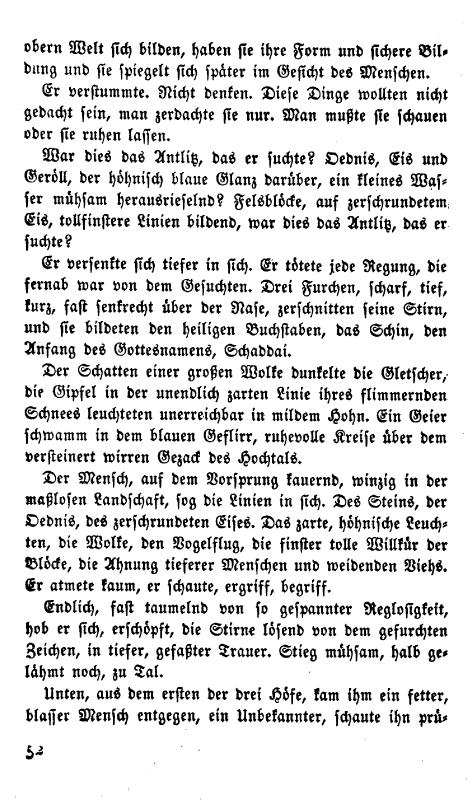 obern Welt sich bilden, haben sie ihre Form und sichere Bil-
dung und sie spiegelt sich später im Gesicht des Menschen.
Er verstummte. Nicht denken. Diese Dinge wollten nicht
gedacht sein, man zerdachte sie nur. Man mußte sie schauen
oder sie ruhen lassen.
War dies das Antlitz, das er suchte? Oednis, Eis und
Geröll, der höhnisch blaue Glanz darüber, ein kleines Was-
ser mühsam herausrieselnd? Felsblöcke, auf zerschrundetem
Eis, tollfinstere Linien bildend, war dies das Antlitz, das er
suchte?
Er versenkte sich tiefer in sich. Er tötete jede Regung, die
fernab war von dem Gesuchten. Drei Furchen, scharf, tief,
kurz, fast senkrecht über der Nase, zerschnitten seine Stirn,
und sie bildeten den heiligen Buchstaben, das Schin, den
Anfang des Gottesnamens, Schaddai.
Der Schatten einer großen Wolke dunkelte die Gletscher,
die Gipfel in der unendlich zarten Linie ihres flimmernden
Schnees leuchteten unerreichbar in mildem Hohn. Ein Geier
schwamm in dem blauen Geflirr, ruhevolle Kreise über dem
versteinert wirren Gezack des Hochtals.
Der Mensch, auf dem Vorsprung kauernd, winzig in der
maßlosen Landschaft, sog die Linien in sich. Des Steins, der
Oednis, des zerschrundeten Eises. Das zarte, höhnische Leuch-
ten, die Wolke, den Vogelflug, die finster tolle Willkür der
Blöcke, die Ahnung tieferer Menschen und weidenden Viehs.
Er atmete kaum, er schaute, ergriff, begriff.
Endlich, fast taumelnd von so gespannter Reglosigkeit,
hob er sich, erschöpft, die Stirne lösend von dem gefurchten
Zeichen, in tiefer, gefaßter Trauer. Stieg mühsam, halb ge-
lähmt noch, zu Tal.
Unten, aus dem ersten der drei Höfe, kam ihm ein fetter,
blasser Mensch entgegen, ein Unbekannter, schaute ihn prü-
52